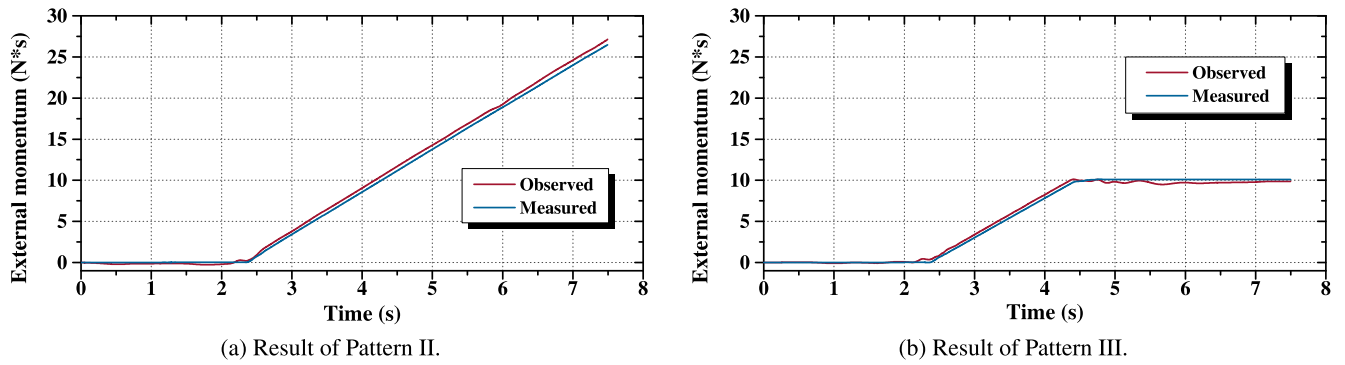 30
25
20
15
10
5
0
External momentum (N*s)
Observed
Measured
0 1 2 3 4 5 6 7 8
Time (s)
(a) Result of Pattern II.
30
25
20
15
10
5
0
External momentum (N*s)
Observed
Measured
0 1 2 3 4 5 6 7 8
Time (s)
(b) Result of Pattern III.